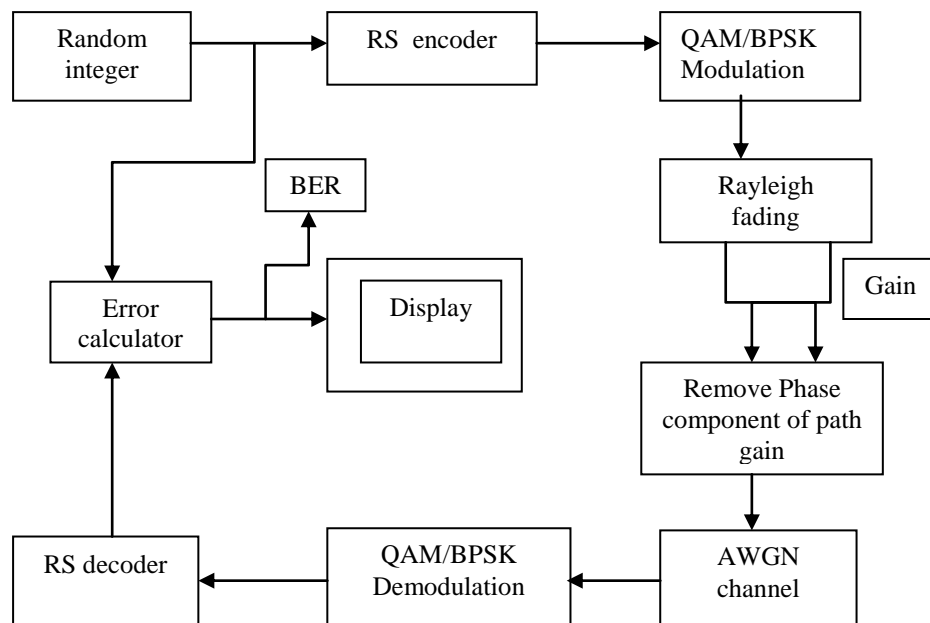 Random
integer
RS encoder
QAM/BPSK
Modulation
BER
Rayleigh
fading
Gain
Error
calculator
Display
Remove Phase
component of path
gain
RS decoder
QAM/BPSK
Demodulation
AWGN
channel